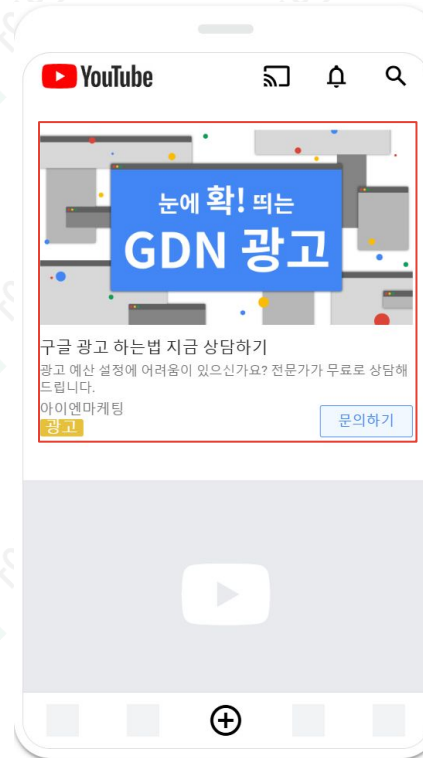 YouTube
눈에 확! 띄는
GDN 광고
구글 광고 하는법 지금 상담하기
광고 예산 설정에 어려움이 있으신가요? 전문가가 무료로 상담해
드립니다.
아이엔마케팅
광고
문의하기